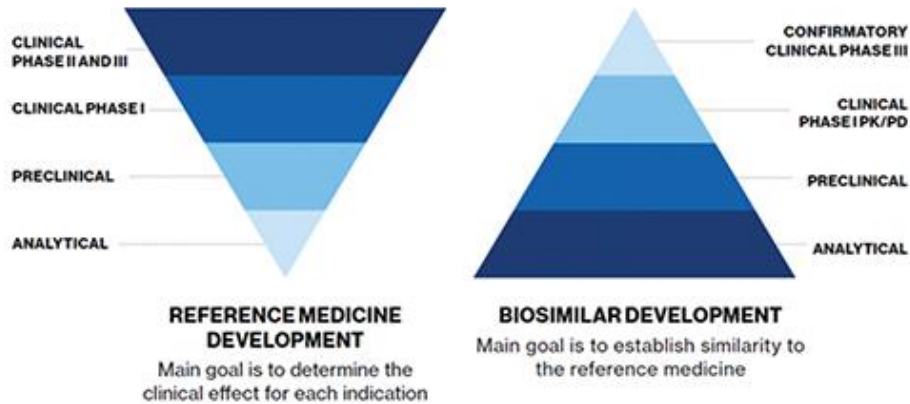 CLINICAL
PHASE II AND III
CLINICAL PHASE I
PRECLINICAL
ANALYTICAL
REFERENCE MEDICINE
DEVELOPMENT
Main goal is to determine the
clinical effect for each indication
CONFIRMATORY
CLINICAL PHASE III
CLINICAL
PHASE I PK/PD
PRECLINICAL
ANALYTICAL
BIOSIMILAR DEVELOPMENT
Main goal is to establish similarity to
the reference medicine